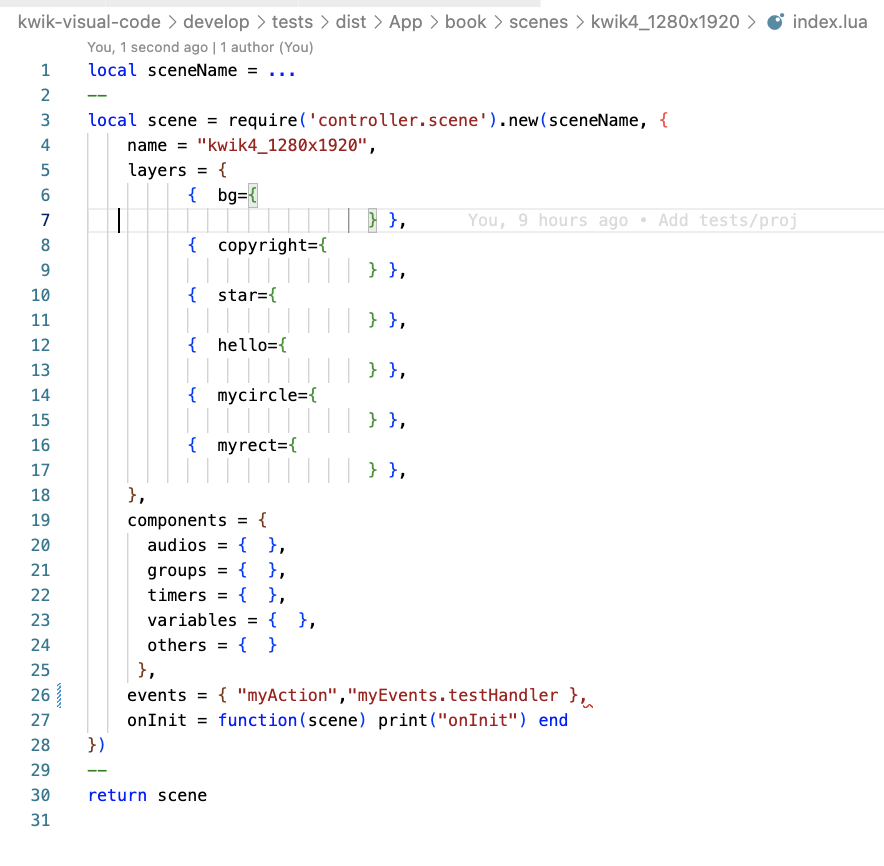 kwik-visual-code > develop > tests > dist > App > book > scenes > kwik4_1280x1920 > index.lua
You, 1 second ago | 1 author (You)
1 local sceneName = ...
2 --
3 local scene = require('controller.scene').new(sceneName, {
4 name = "kwik4_1280x1920",
5 layers = {
6 { bg={
7 } }, You, 9 hours ago • Add tests/proj
8 { copyright={
9 } },
10 { star={
11 } },
12 { hello={
13 } },
14 { mycircle={
15 } },
16 { myrect={
17 } },
18 },
19 components = {
20 audios = { },
21 groups = { },
22 timers = { },
23 variables = { },
24 others = { }
25 },
26 events = { "myAction","myEvents.testHandler },
27 onInit = function(scene) print("onInit") end
28 })
29 --
30 return scene
31